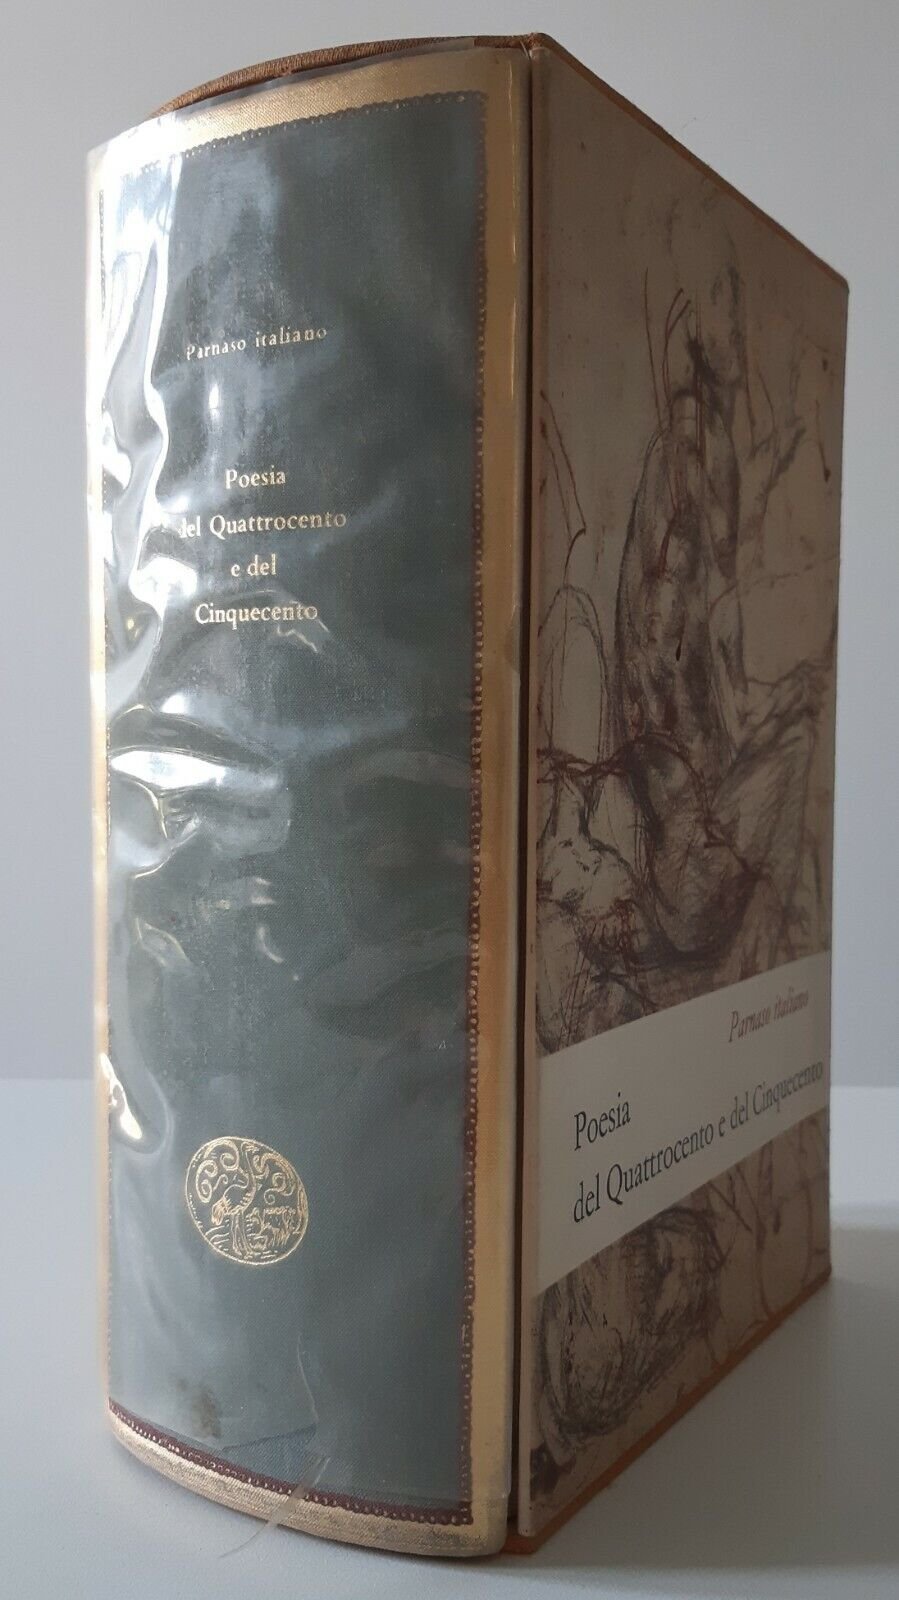 Parnaso italiano
Poesia
del Quattrocento
e del
Cinquecento
Parnaso italiano
Poesia
del Quattrocento e del Cinquecento